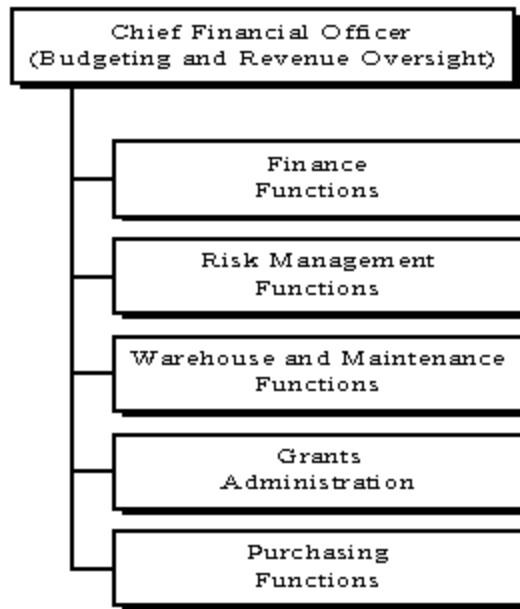 Chief Financial Officer
(Budgeting and Revenue Oversight)
Finance
Functions
Risk Management
Functions
Warehouse and Maintenance
Functions
Grants
Administration
Purchasing
Functions